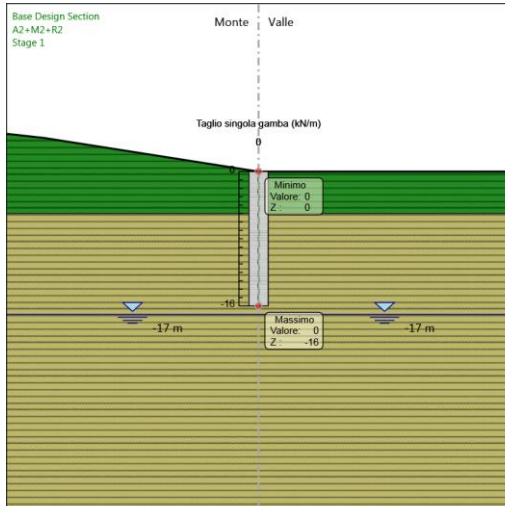 Base Design Section
A2+M2+R2
Stage 1
Monte Valle
Taglio singola gamba (kN/m)
0
0
Minimo
Valore: 0
Z : 0
-16
Massimo
Valore: 0
Z : -16
-17 m
-17 m